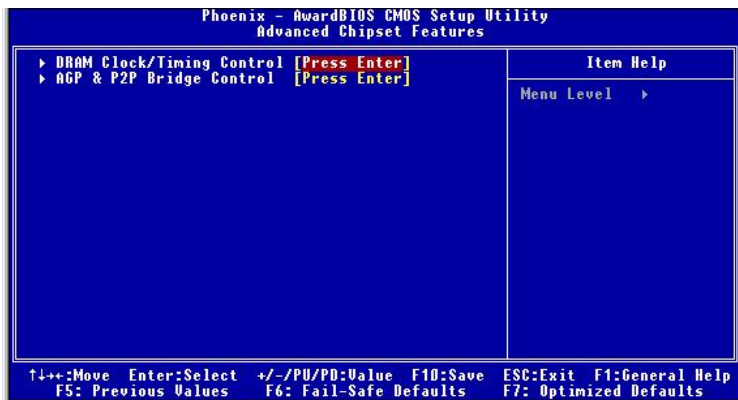 Phoenix - AwardBIOS CMOS Setup Utility
Advanced Chipset Features
▸ DRAM Clock/Timing Control [Press Enter]
▸ AGP & P2P Bridge Control [Press Enter]
Item Help
Menu Level ▸
↑↓→←:Move Enter:Select +/-/PU/PD:Value F10:Save ESC:Exit F1:General Help
F5: Previous Values F6: Fail-Safe Defaults F7: Optimized Defaults